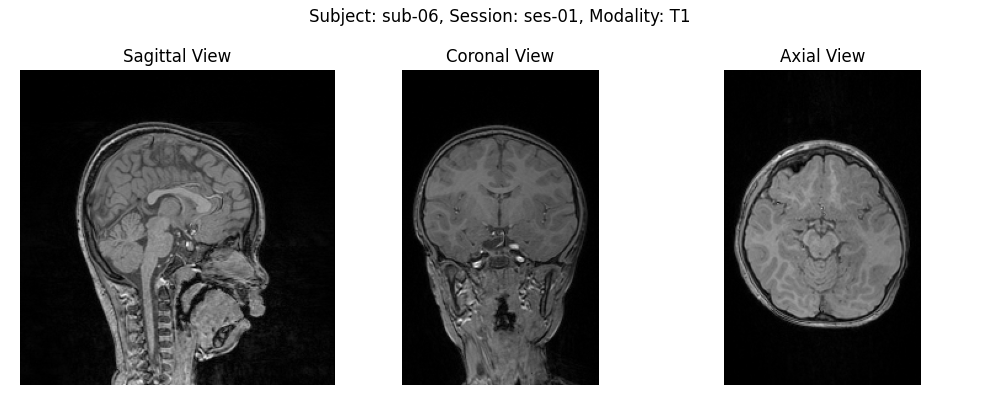 Subject: sub-06, Session: ses-01, Modality: T1
Sagittal View
Coronal View
Axial View